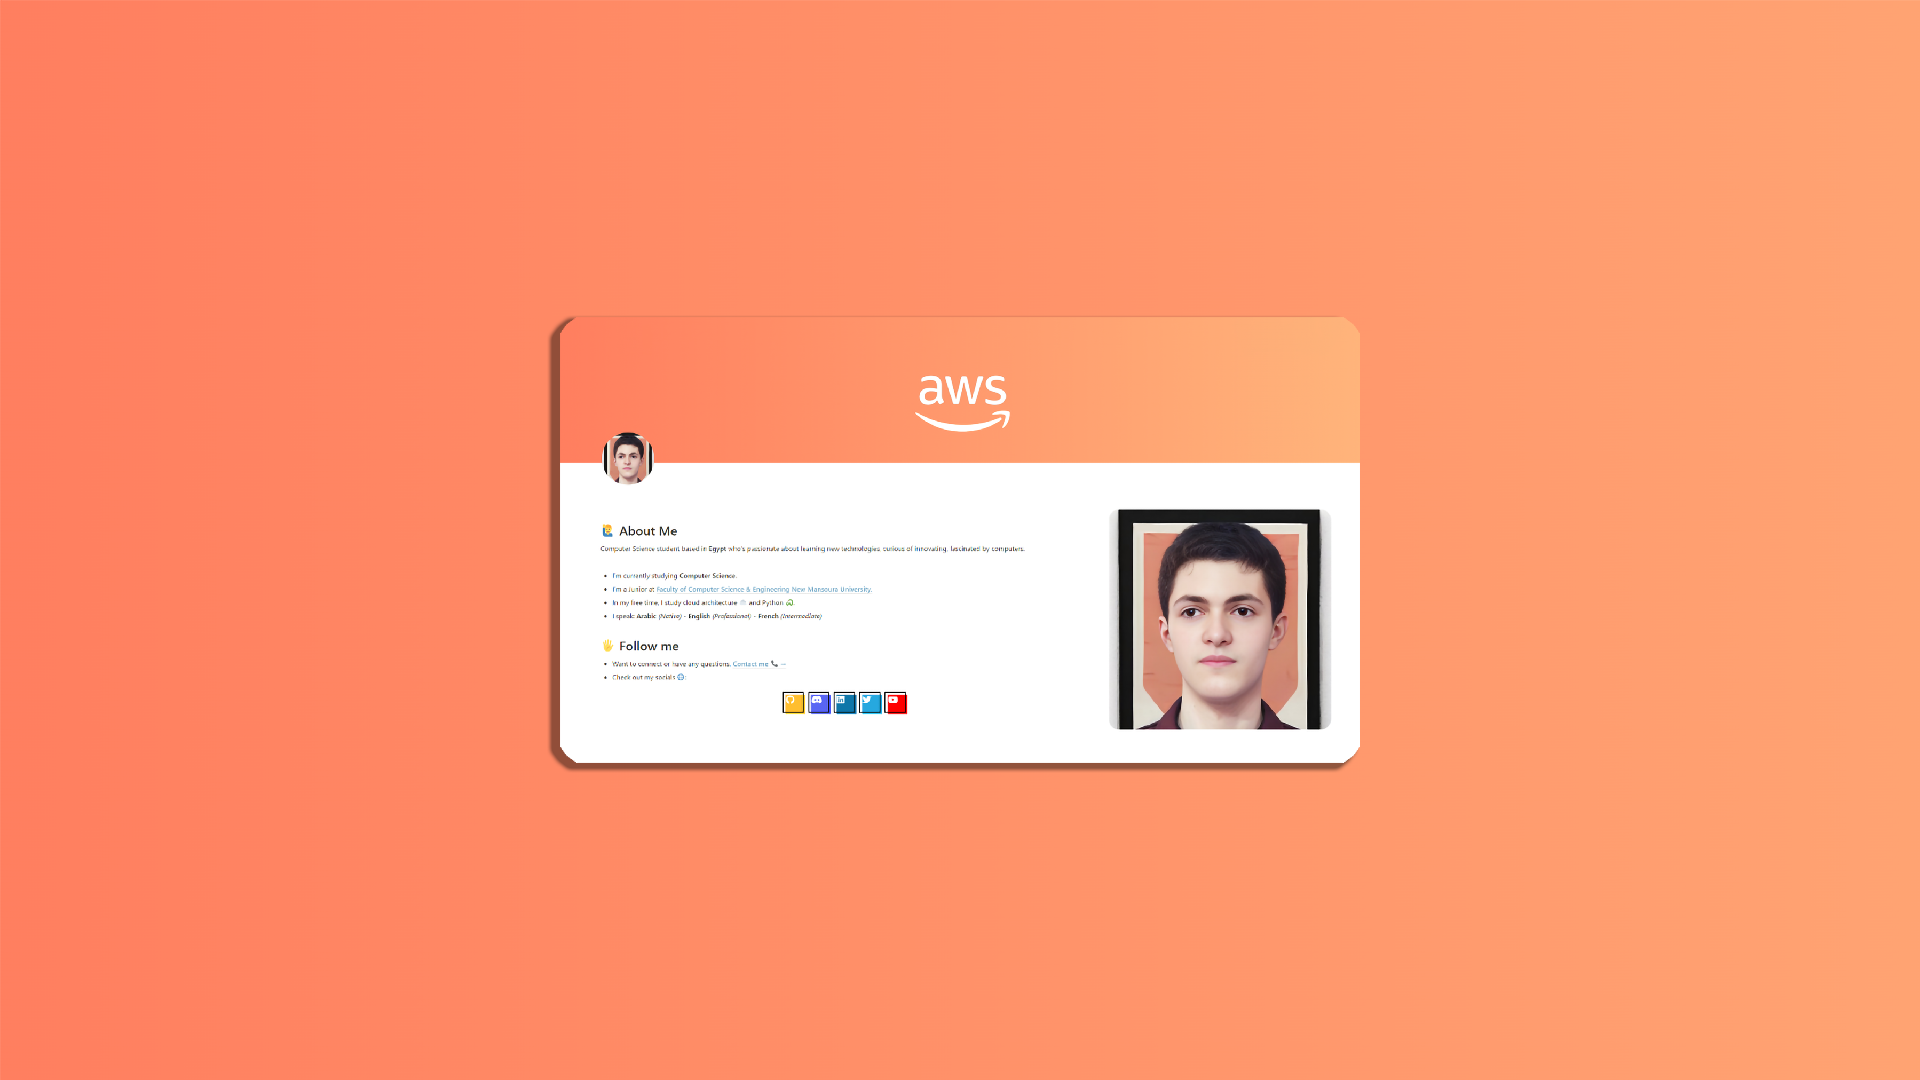 aws
About Me
Computer Science student based in Egypt who's passionate about learning new technologies, curious of innovating, fascinated by computers.
I'm currently studying Computer Science.
I'm a junior at Faculty of Computer Science & Engineering New Mansoura University.
In my free time, I study cloud architecture and Python
I speak Arabic (Native) - English (Professional) - French (Intermediate)
Follow me
Want to connect or have any questions. Contact me
Check out my socials :
in